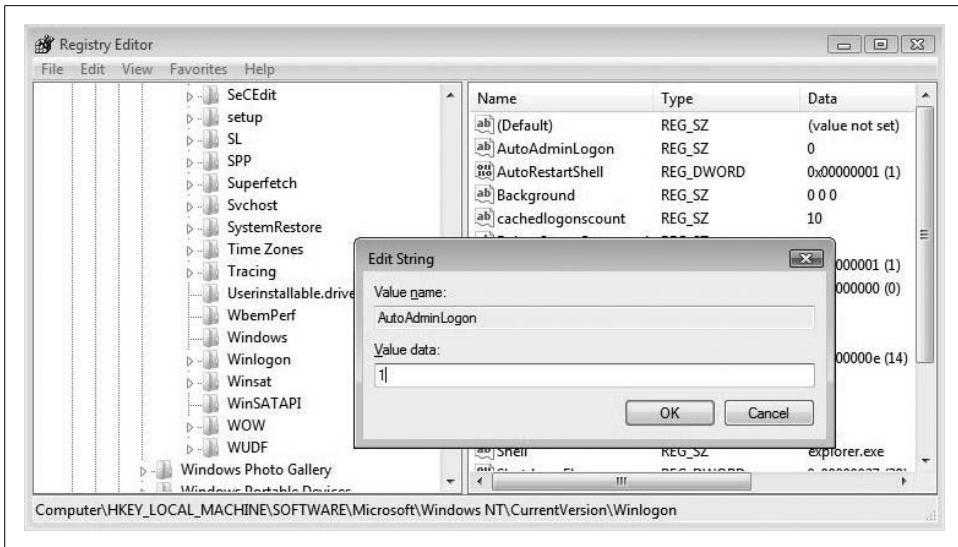 Registry Editor
File Edit View Favorites Help
SeCEdit
setup
SL
SPP
Superfetch
Svchost
SystemRestore
Time Zones
Tracing
Userinstallable.drive
WbemPerf
Windows
Winlogon
Winsat
WinSATAPI
WOW
WUDF
Windows Photo Gallery
Windows Portable Devices
Name Type Data
(Default) REG_SZ (value not set)
AutoAdminLogon REG_SZ 0
AutoRestartShell REG_DWORD 0x00000001 (1)
Background REG_SZ 0 0 0
cachedlogonscount REG_SZ 10
000001 (1)
000000 (0)
00000e (14)
Shell REG_SZ explorer.exe
Edit String
Value name:
AutoAdminLogon
Value data:
1
OK Cancel
Computer\HKEY_LOCAL_MACHINE\SOFTWARE\Microsoft\Windows NT\CurrentVersion\Winlogon